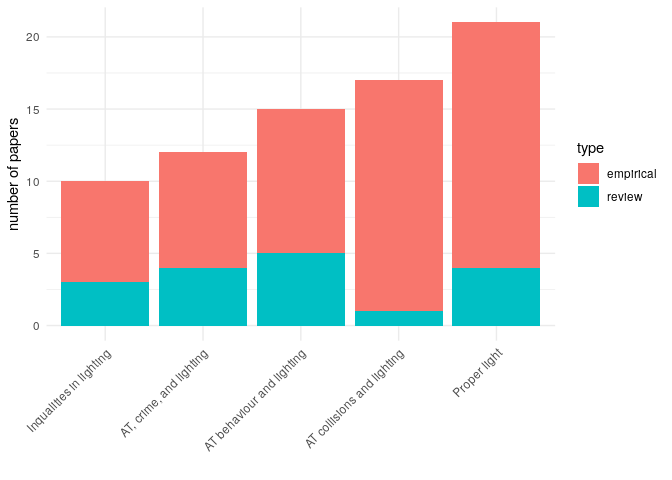 number of papers
20
15
10
5
0
Inqualities in lighting
AT, crime, and lighting
AT behaviour and lighting
AT collisions and lighting
Proper light
type
empirical
review